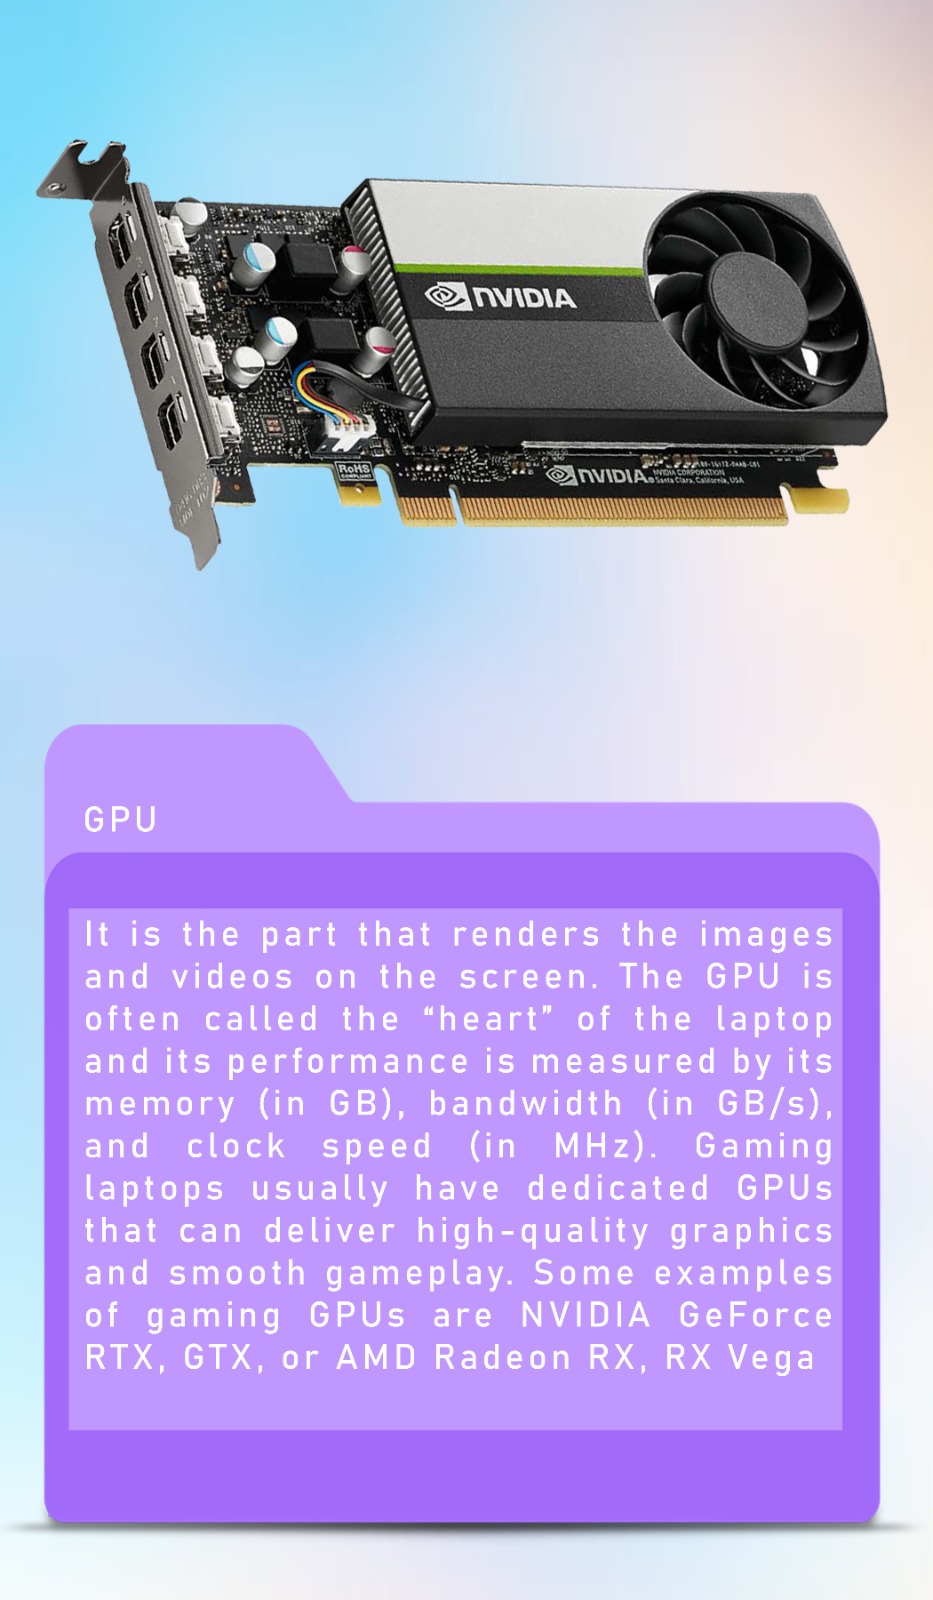 NVIDIA
RoHS
COMPLIANT
NVIDIA
NVIDIA CORPORATION
Santa Clara, California, USA
GPU
It is the part that renders the images
and videos on the screen. The GPU is
often called the “heart” of the laptop
and its performance is measured by its
memory (in GB), bandwidth (in GB/s),
and clock speed (in MHz). Gaming
laptops usually have dedicated GPUs
that can deliver high-quality graphics
and smooth gameplay. Some examples
of gaming GPUs are NVIDIA GeForce
RTX, GTX, or AMD Radeon RX, RX Vega